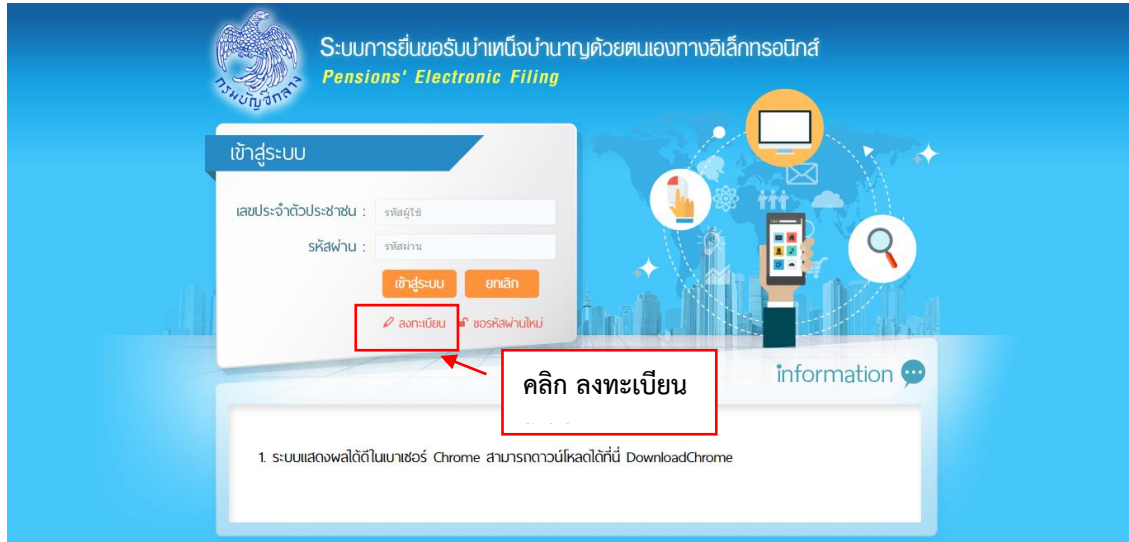 ระบบการยื่นขอรับบำเหน็จบำนาญด้วยตนเองทางอิเล็กทรอนิกส์
Pensions' Electronic Filing
กรมบัญชีกลาง
เข้าสู่ระบบ
เลขประจำตัวประชาชน : รหัสผู้ใช้
รหัสผ่าน : รหัสผ่าน
เข้าสู่ระบบ ยกเลิก
ลงทะเบียน ขอรหัสผ่านใหม่
คลิก ลงทะเบียน
information
1. ระบบแสดงผลได้ดีในเบาเซอร์ Chrome สามารถดาวน์โหลดได้ที่นี่ DownloadChrome